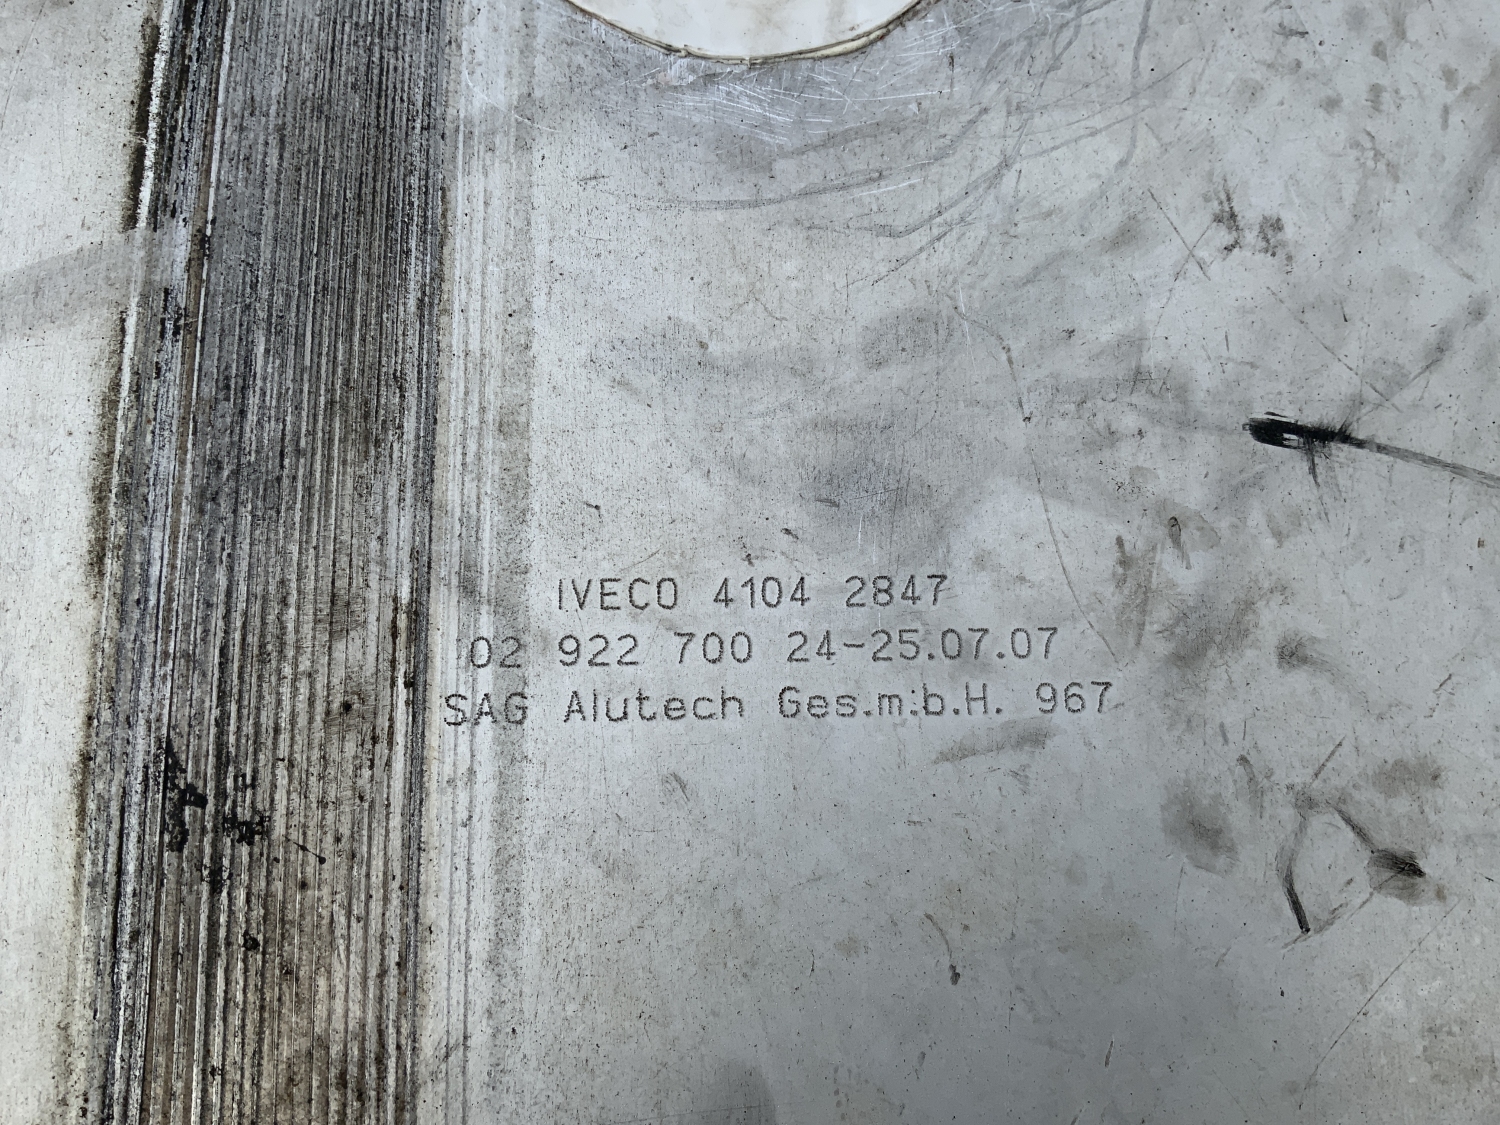 IVECO 4104 2847
02 922 700 24-25.07.07
SAG Alutech Ges.m.b.H. 967